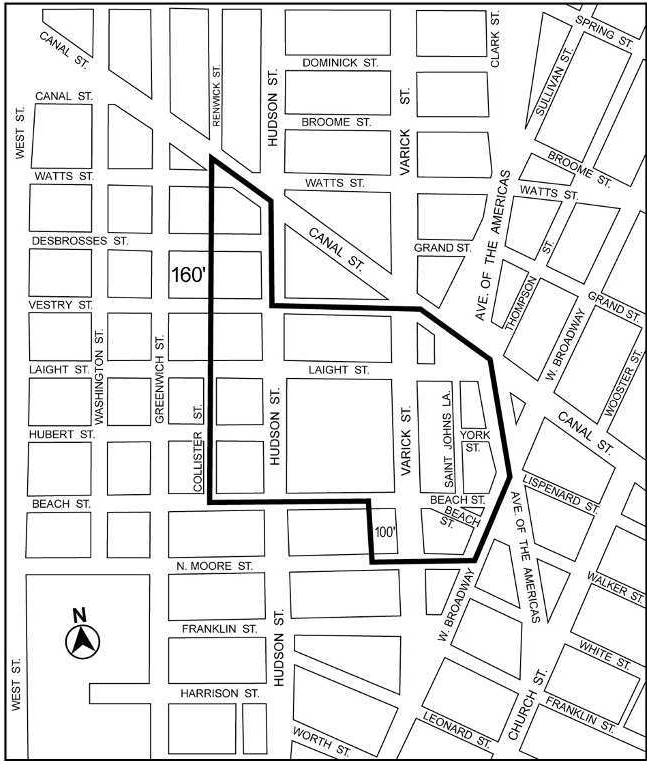 SPRING ST.
CANAL ST.
CLARK ST.
SULLIVAN ST.
DOMINICK ST.
RENWICK ST.
HUDSON ST.
CANAL ST.
WEST ST.
BROOME ST.
VARICK ST.
BROOME ST.
WATTS ST.
WATTS ST.
WATTS ST.
AVE. OF THE AMERICAS
DESBROSSES ST.
CANAL ST.
GRAND ST.
160'
THOMPSON ST.
GRAND ST.
VESTRY ST.
W. BROADWAY
WASHINGTON ST.
GREENWICH ST.
LAIGHT ST.
LAIGHT ST.
WOOSTER ST.
COLLISTER ST.
HUDSON ST.
VARICK ST.
SAINT JOHNS LA.
YORK ST.
CANAL ST.
HUBERT ST.
LISPENARD ST.
BEACH ST.
BEACH ST.
BEACH ST.
AVE. OF THE AMERICAS
100'
N. MOORE ST.
W. BROADWAY
WALKER ST.
N
FRANKLIN ST.
HUDSON ST.
WHITE ST.
WEST ST.
HARRISON ST.
CHURCH ST.
FRANKLIN ST.
WORTH ST.
LEONARD ST.